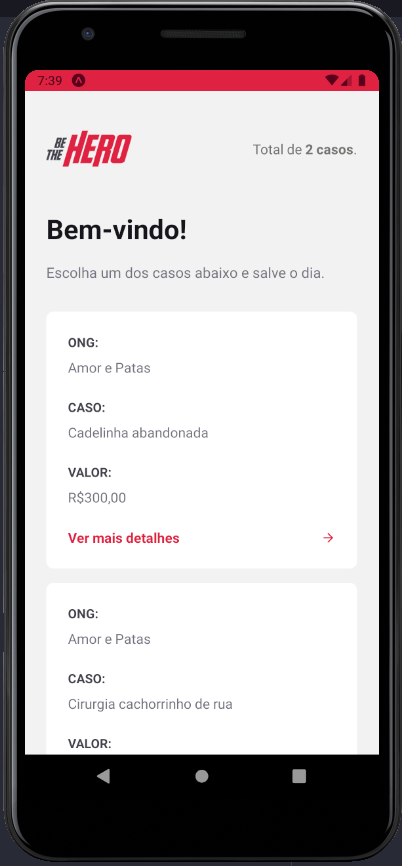 7:39
BE
THE HERO
Total de 2 casos.
Bem-vindo!
Escolha um dos casos abaixo e salve o dia.
ONG:
Amor e Patas
CASO:
Cadelinha abandonada
VALOR:
R$300,00
Ver mais detalhes
ONG:
Amor e Patas
CASO:
Cirurgia cachorrinho de rua
VALOR: